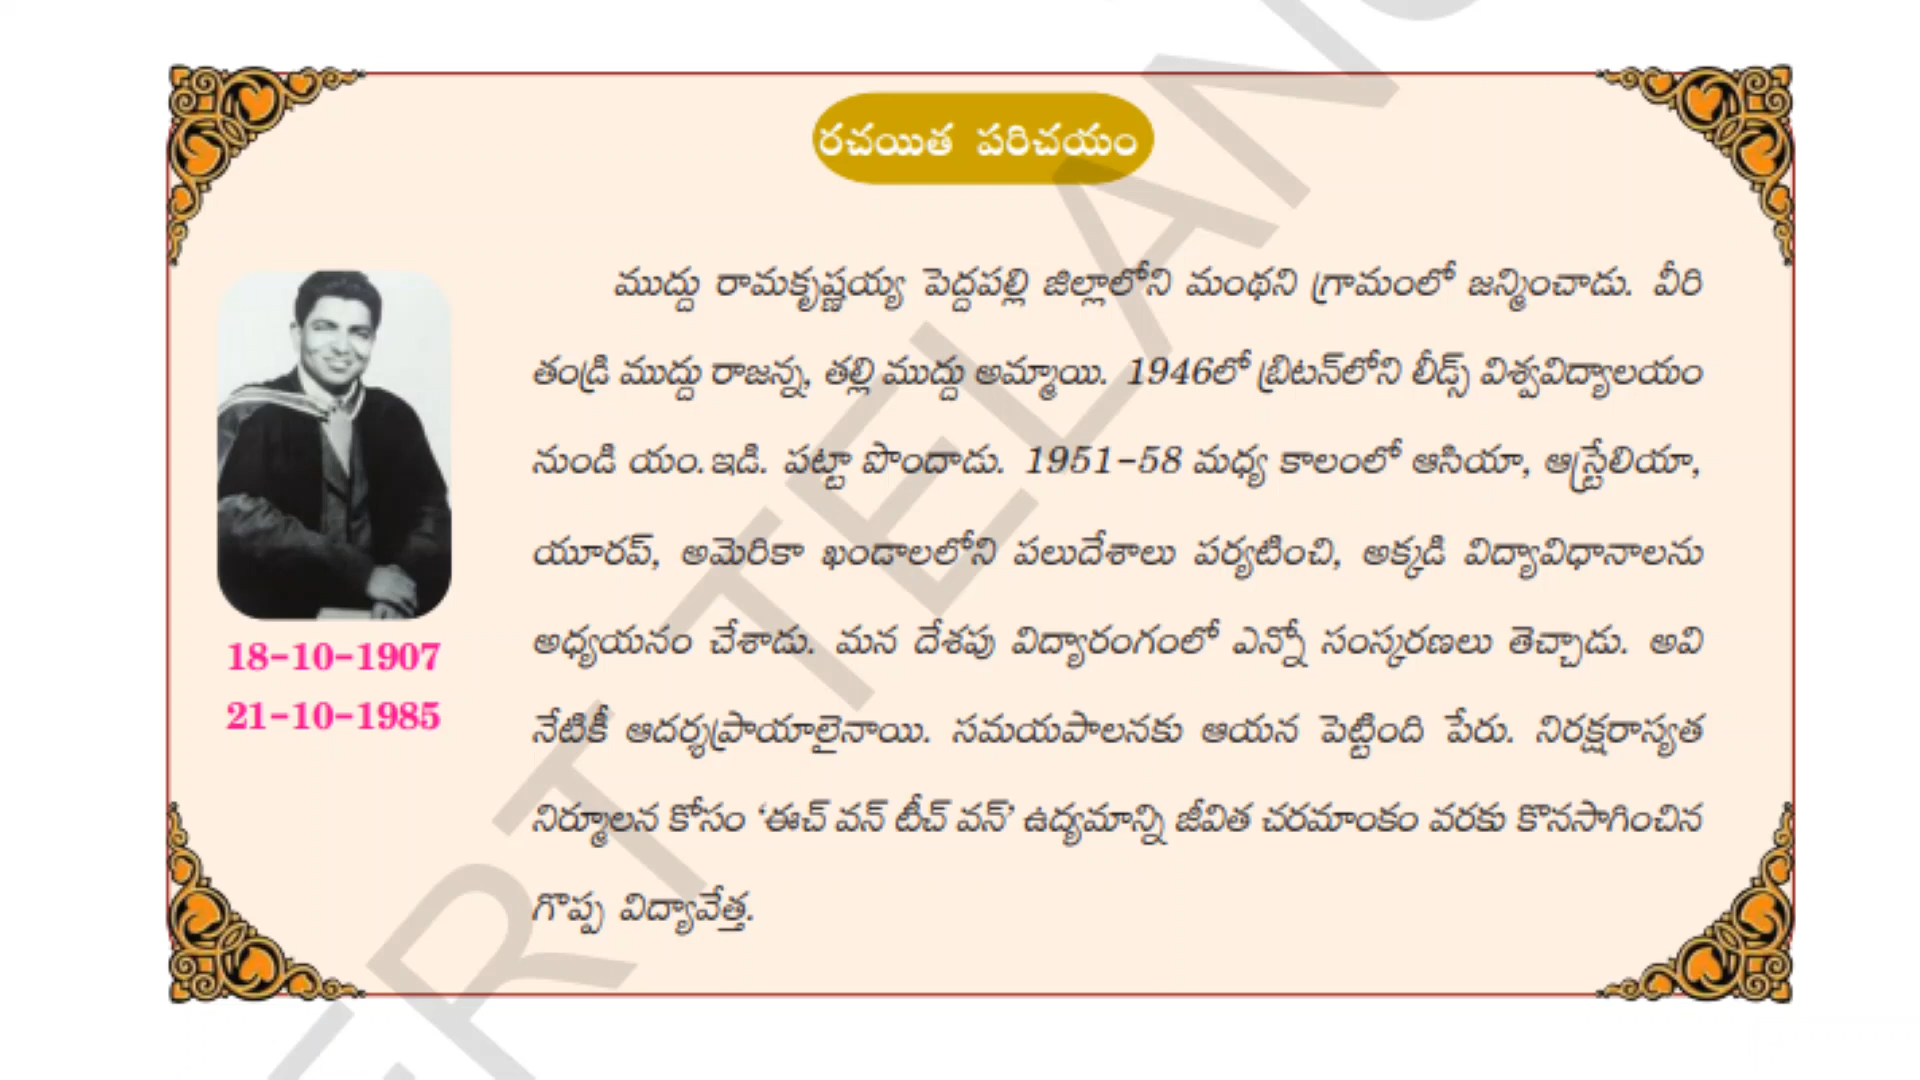 రచయిత పరిచయం
ముద్దు రామకృష్ణయ్య పెద్దపల్లి జిల్లాలోని మంథని గ్రామంలో జన్మించాడు. వీరి
తండ్రి ముద్దు రాజన్న, తల్లి ముద్దు అమ్మాయి. 1946లో బ్రిటన్‌లోని లీడ్స్ విశ్వవిద్యాలయం
నుండి యం.ఇడి. పట్టా పొందాడు. 1951-58 మధ్య కాలంలో ఆసియా, ఆస్ట్రేలియా,
యూరప్, అమెరికా ఖండాలలోని పలుదేశాలు పర్యటించి, అక్కడి విద్యావిధానాలను
అధ్యయనం చేశాడు. మన దేశపు విద్యారంగంలో ఎన్నో సంస్కరణలు తెచ్చాడు. అవి
నేటికీ ఆదర్శప్రాయాలైనాయి. సమయపాలనకు ఆయన పెట్టింది పేరు. నిరక్షరాస్యత
నిర్మూలన కోసం ‘ఈచ్ వన్ టీచ్ వన్’ ఉద్యమాన్ని జీవిత చరమాంకం వరకు కొనసాగించిన
గొప్ప విద్యావేత్త.
18-10-1907
21-10-1985
ERT TELANG